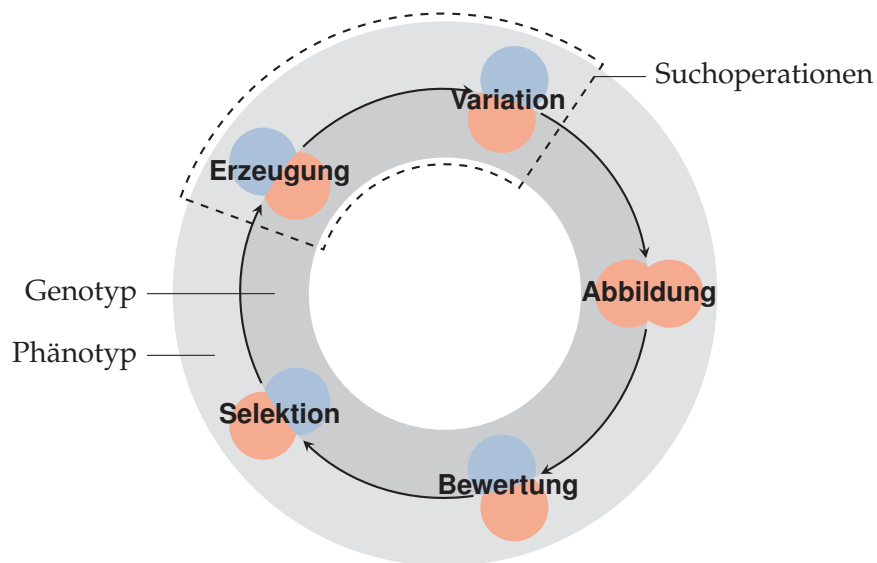 Suchoperationen
Variation
Erzeugung
Genotyp
Abbildung
Phänotyp
Selektion
Bewertung